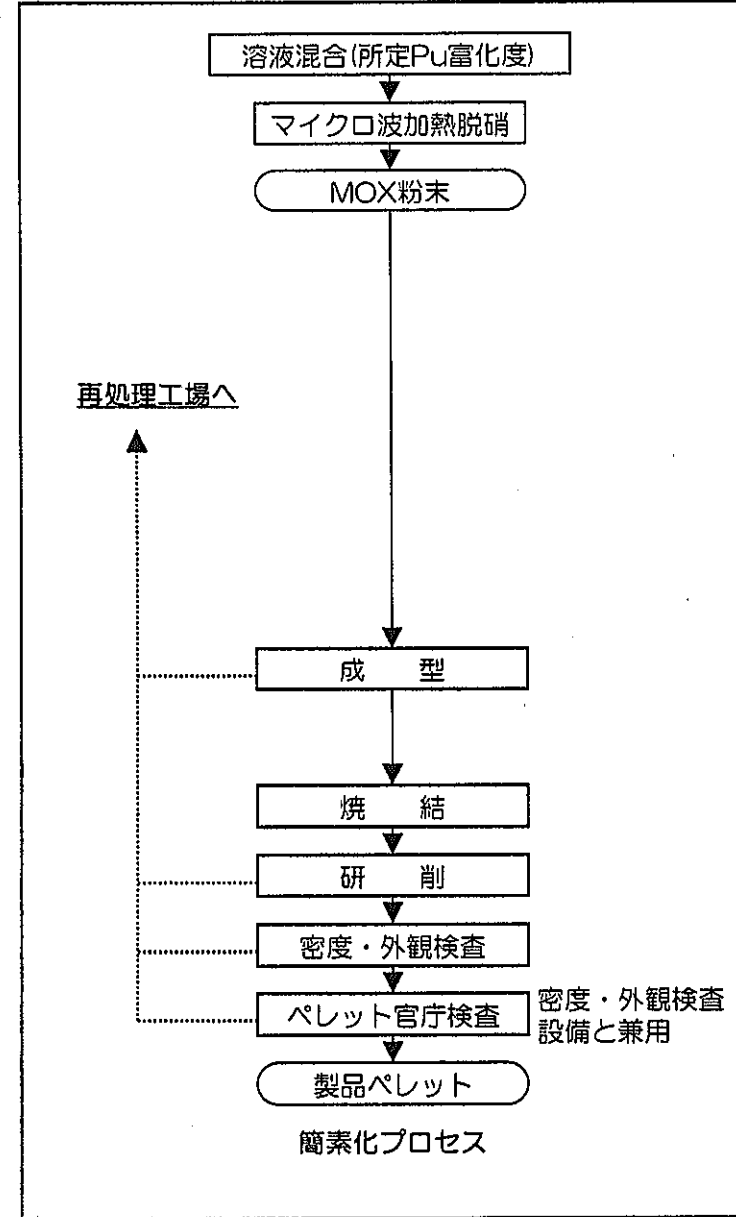 溶液混合(所定Pu富化度)
マイクロ波加熱脱硝
MOX粉末
再処理工場へ
成　　型
焼　　結
研　　削
密度・外観検査
ペレット官庁検査
密度・外観検査
設備と兼用
製品ペレット
簡素化プロセス